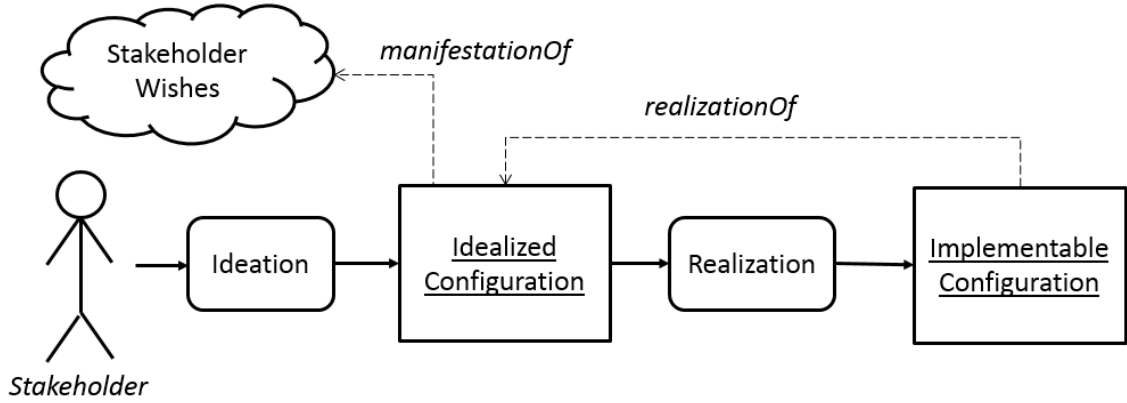 Stakeholder
Wishes
manifestationOf
realizationOf
Ideation
Idealized
Configuration
Realization
Implementable
Configuration
Stakeholder